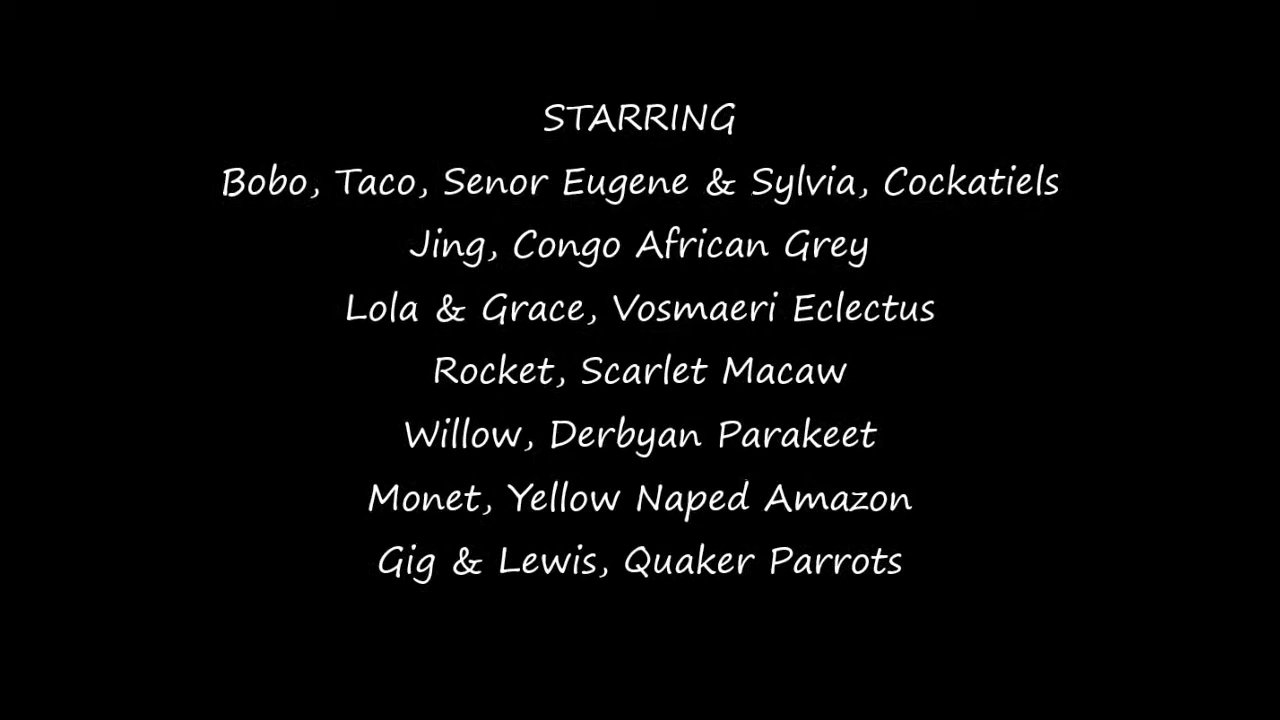 STARRING
Bobo, Taco, Senor Eugene & Sylvia, Cockatiels
Jing, Congo African Grey
Lola & Grace, Vosmaeri Eclectus
Rocket, Scarlet Macaw
Willow, Derbyan Parakeet
Monet, Yellow Naped Amazon
Gig & Lewis, Quaker Parrots